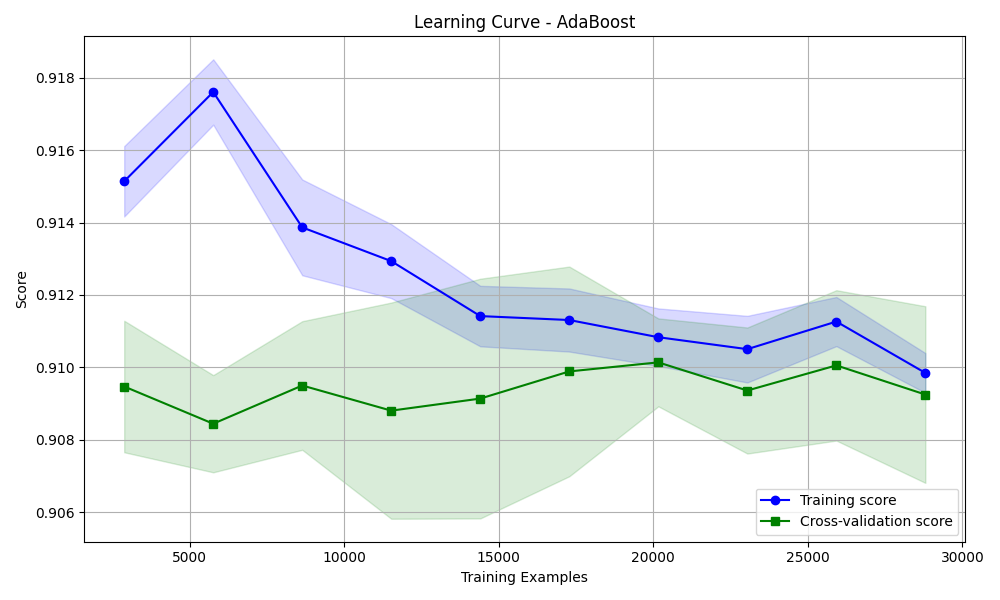 Learning Curve - AdaBoost
Score
0.918
0.916
0.914
0.912
0.910
0.908
0.906
Training score
Cross-validation score
5000 10000 15000 20000 25000 30000
Training Examples